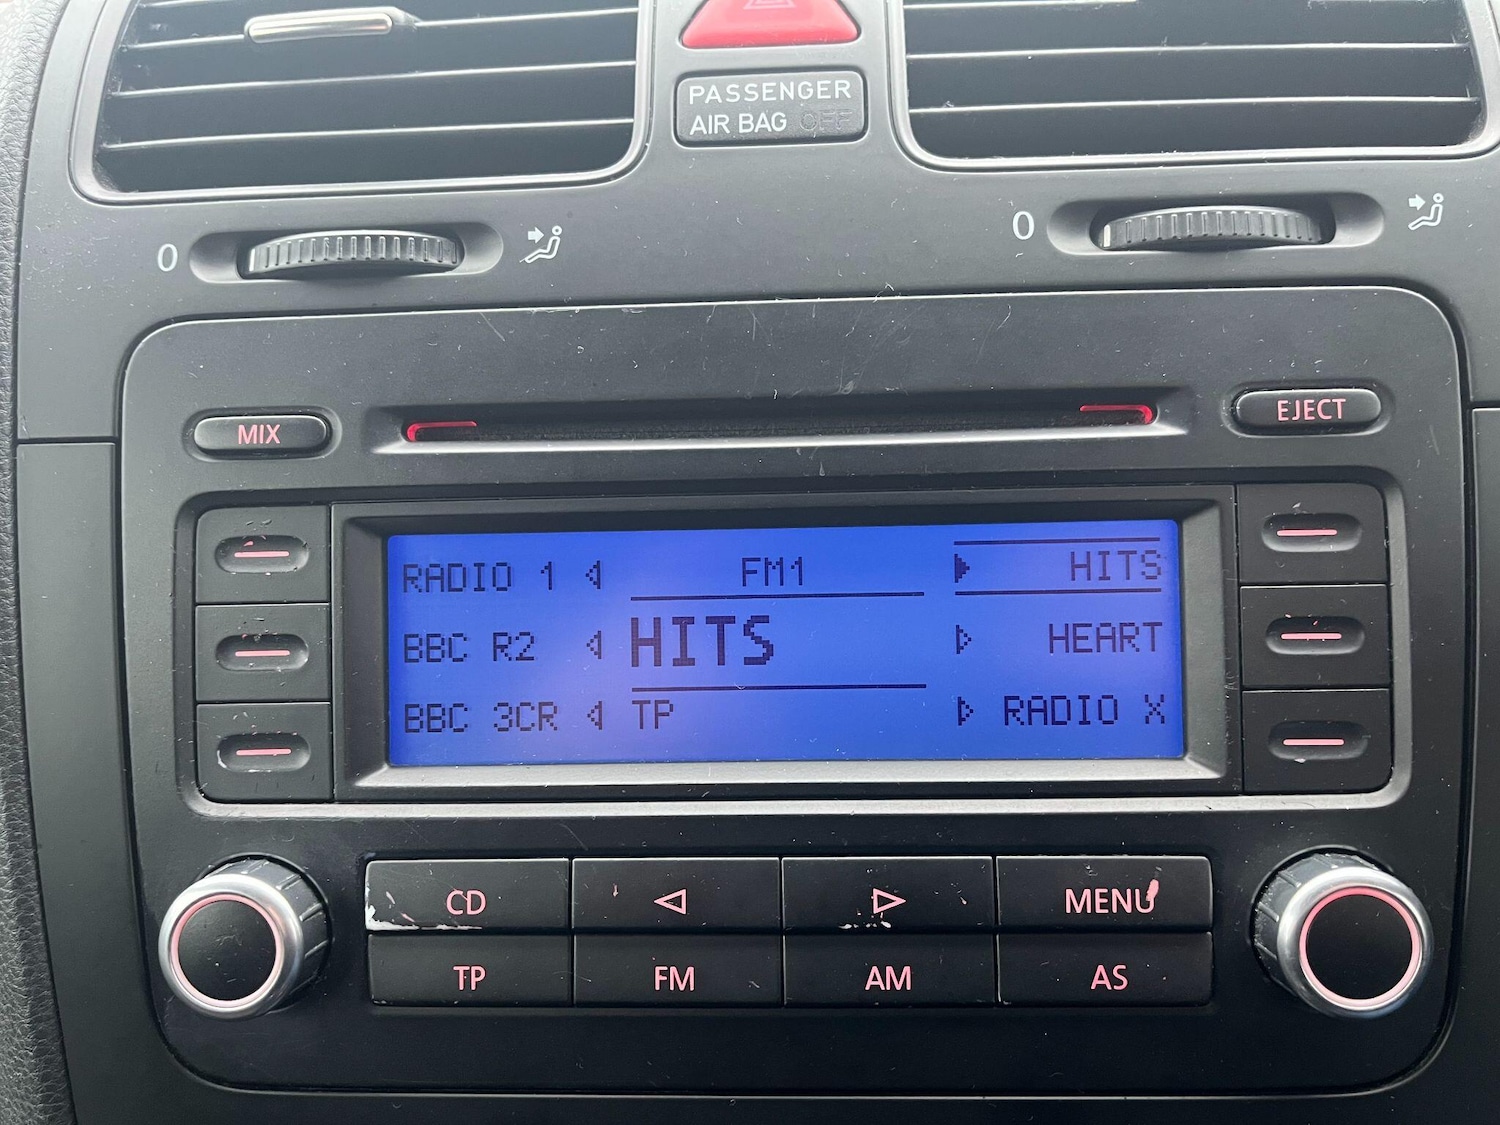 PASSENGER
AIR BAG OFF
0
0
MIX
EJECT
RADIO 1 FM1 HITS
BBC R2 HITS HEART
BBC 3CR TP RADIO X
CD
MENU
TP
FM
AM
AS